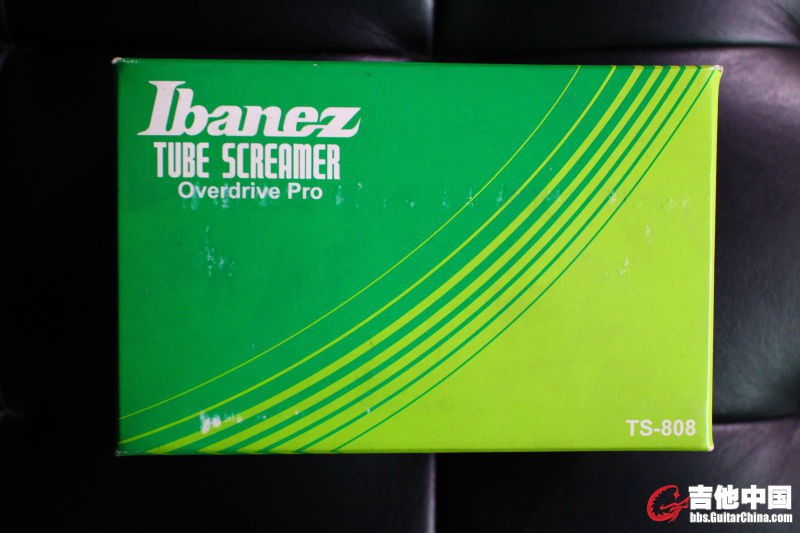 Ibanez
TUBE SCREAMER
Overdrive Pro
TS-808
吉他中国
bbs.GuitarChina.com